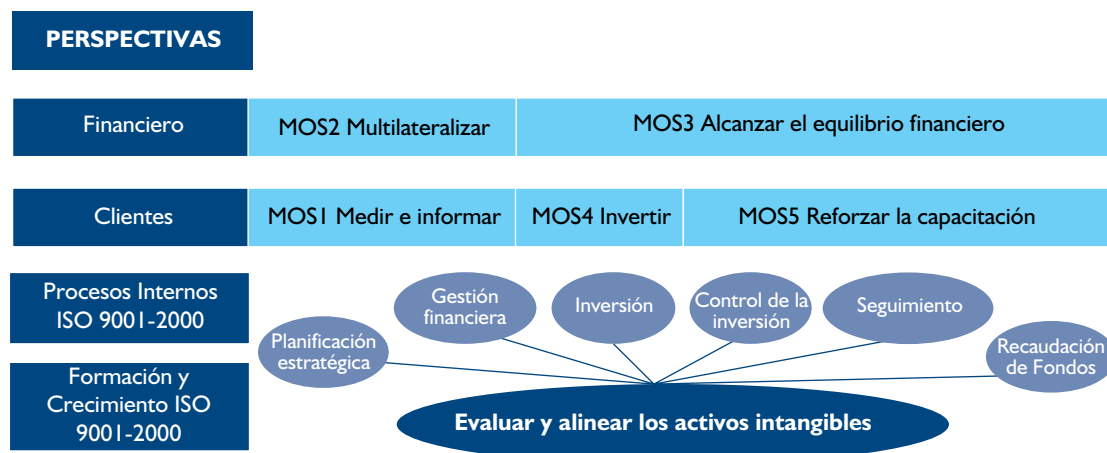 PERSPECTIVAS
Financiero
MOS2 Multilateralizar
MOS3 Alcanzar el equilibrio financiero
Clientes
MOS1 Medir e informar
MOS4 Invertir
MOS5 Reforzar la capacitación
Procesos Internos
ISO 9001-2000
Planificación
estratégica
Gestión
financiera
Inversión
Control de la
inversión
Seguimiento
Recaudación
de Fondos
Formación y
Crecimiento ISO
9001-2000
Evaluar y alinear los activos intangibles